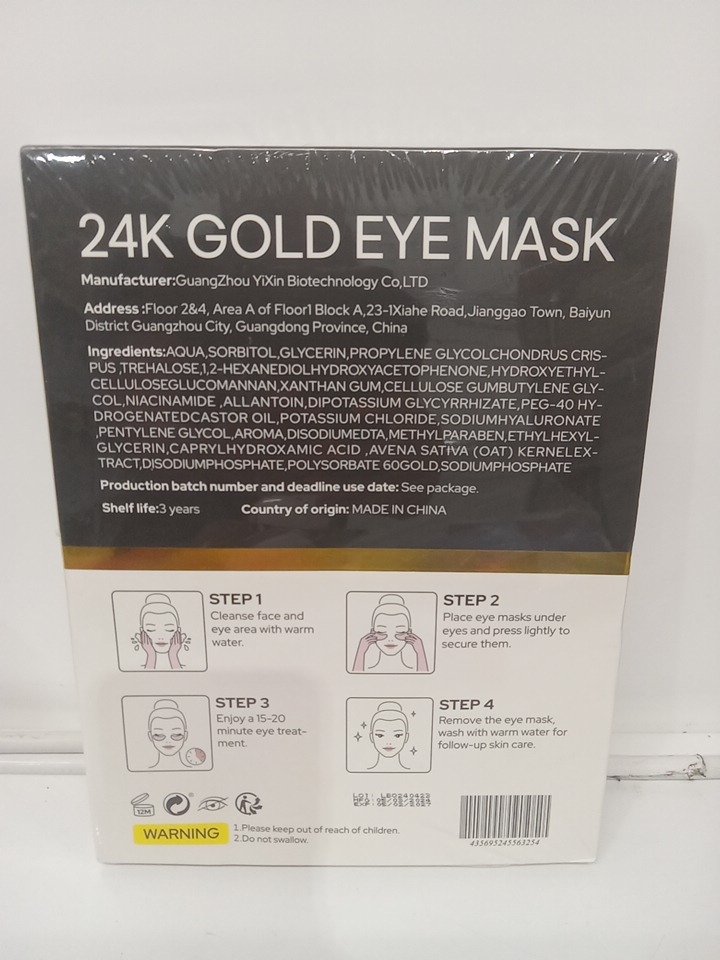 24K GOLD EYE MASK
Manufacturer:GuangZhou YiXin Biotechnology Co,LTD
Address :Floor 2&4, Area A of Floor1 Block A,23-1Xiahe Road,Jianggao Town, Baiyun
District Guangzhou City, Guangdong Province, China
Ingredients:AQUA,SORBITOL,GLYCERIN,PROPYLENE GLYCOLCHONDRUS CRIS-
PUS ,TREHALOSE,1,2-HEXANEDIOLHYDROXYACETOPHENONE,HYDROXYETHYL-
CELLULOSEGLUCOMANNAN,XANTHAN GUM,CELLULOSE GUMBUTYLENE GLY-
COL,NIACINAMIDE ,ALLANTOIN,DIPOTASSIUM GLYCYRRHIZATE,PEG-40 HY-
DROGENATEDCASTOR OIL,POTASSIUM CHLORIDE,SODIUMHYALURONATE
,PENTYLENE GLYCOL,AROMA,DISODIUMEDTA,METHYLPARABEN,ETHYLHEXYL-
GLYCERIN,CAPRYLHYDROXAMIC ACID ,AVENA SATIVA (OAT) KERNELEX-
TRACT,DISODIUMPHOSPHATE,POLYSORBATE 60GOLD,SODIUMPHOSPHATE
Production batch number and deadline use date: See package.
Shelf life:3 years Country of origin: MADE IN CHINA
STEP 1
Cleanse face and
eye area with warm
water.
STEP 2
Place eye masks under
eyes and press lightly to
secure them.
STEP 3
Enjoy a 15-20
minute eye treat-
ment.
STEP 4
Remove the eye mask,
wash with warm water for
follow-up skin care.
12M
LOT: LB0240422
WARNING
1.Please keep out of reach of children.
2.Do not swallow.
435695245563254